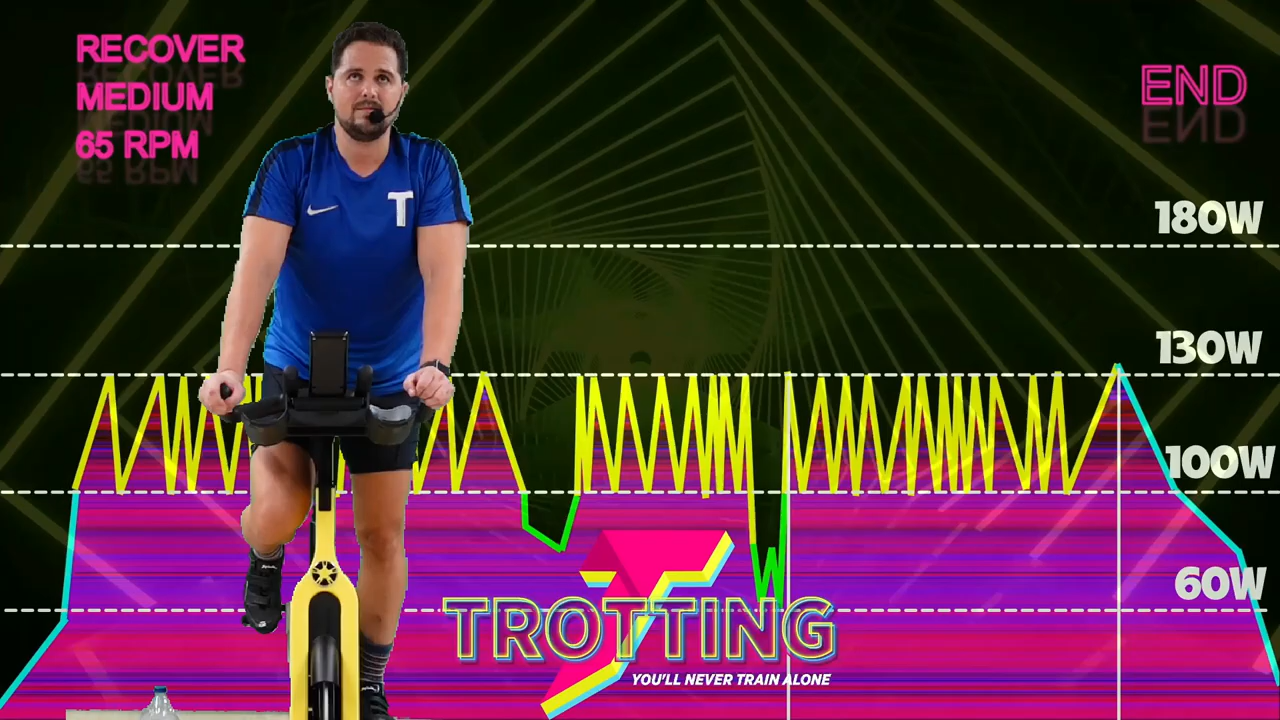 RECOVER
MEDIUM
65 RPM
END
180W
130W
100W
60W
T
TROTTING
YOU'LL NEVER TRAIN ALONE